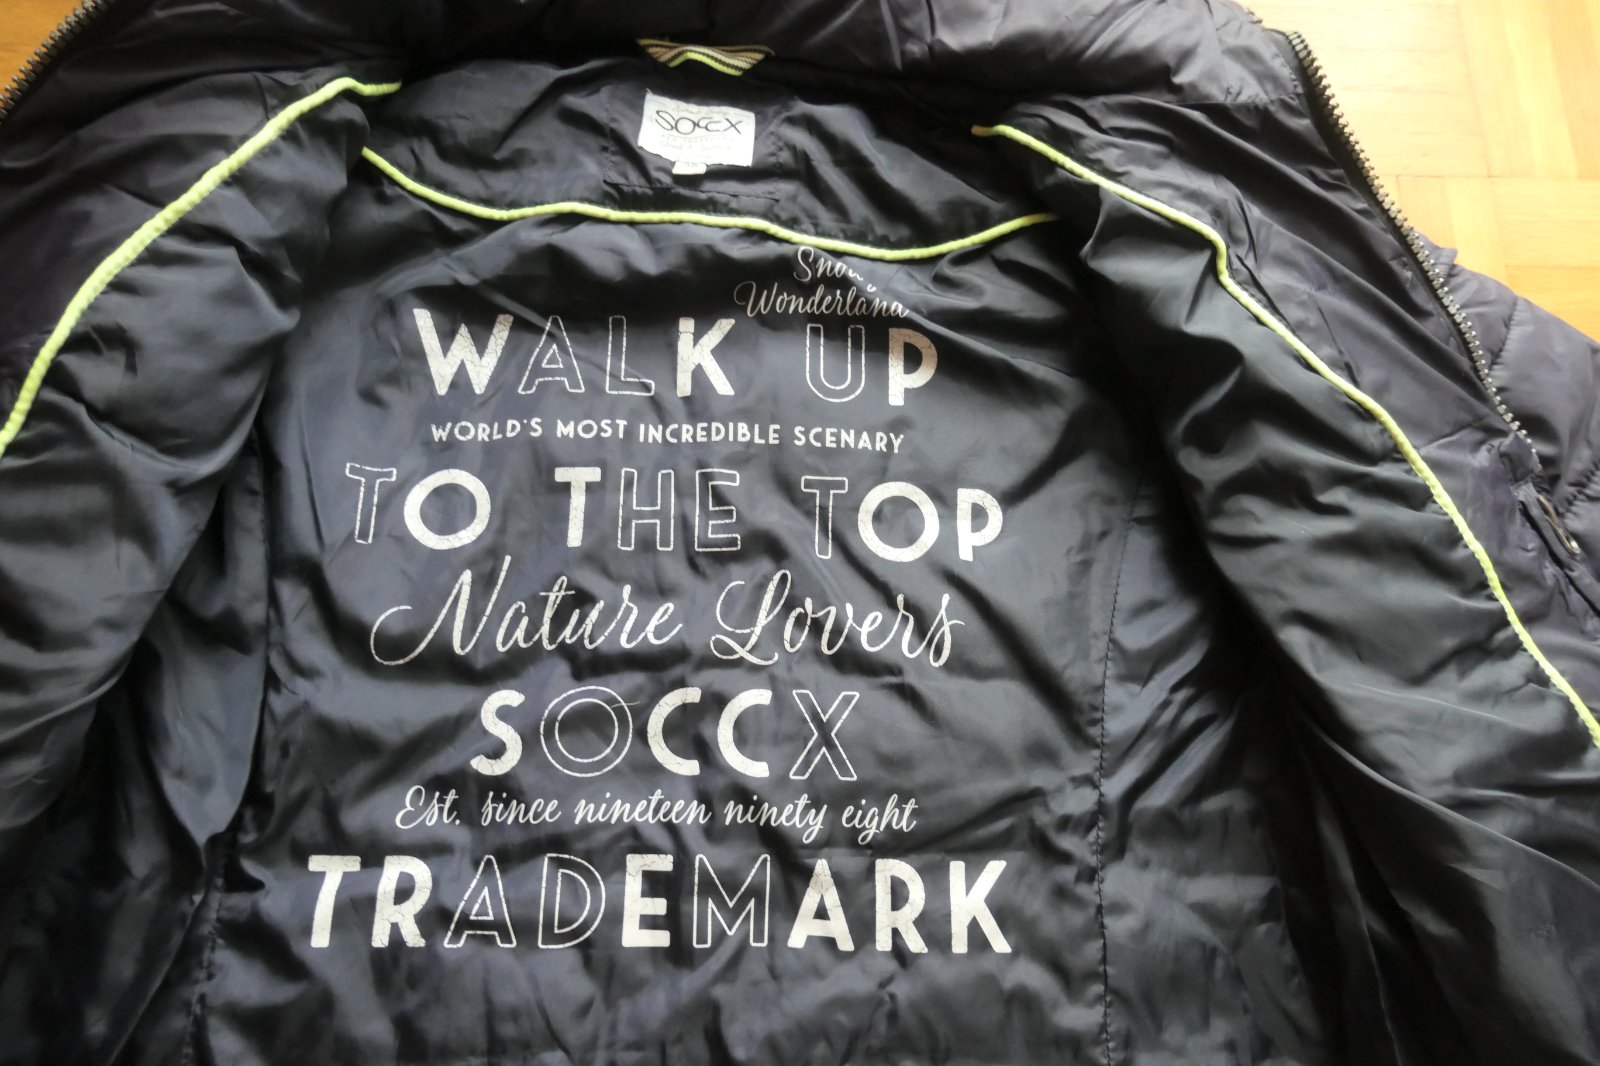 SOCCX
Snowy
Wonderland
WALK UP
WORLD'S MOST INCREDIBLE SCENARY
TO THE TOP
Nature Lovers
SOCCX
Est. since nineteen ninety eight
TRADEMARK